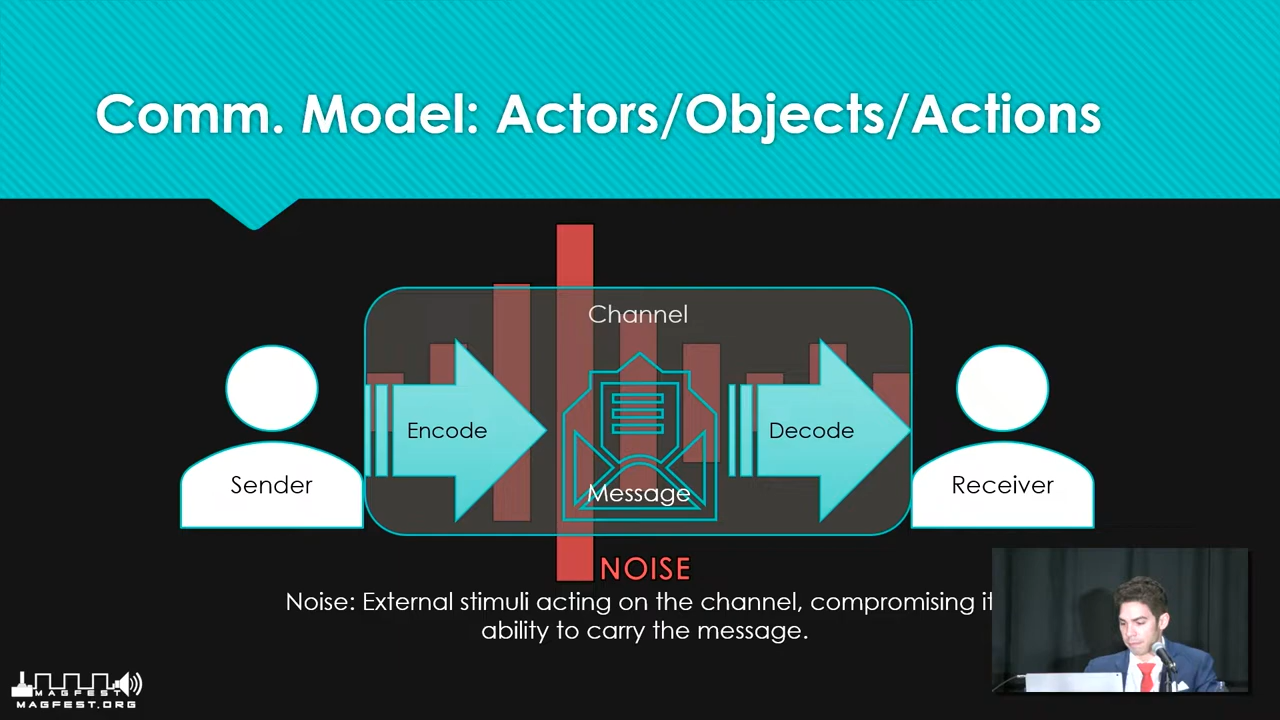 Comm. Model: Actors/Objects/Actions
Channel
Encode
Decode
Sender
Message
Receiver
NOISE
Noise: External stimuli acting on the channel, compromising it
ability to carry the message.
MAGFEST
MAGFEST.ORG